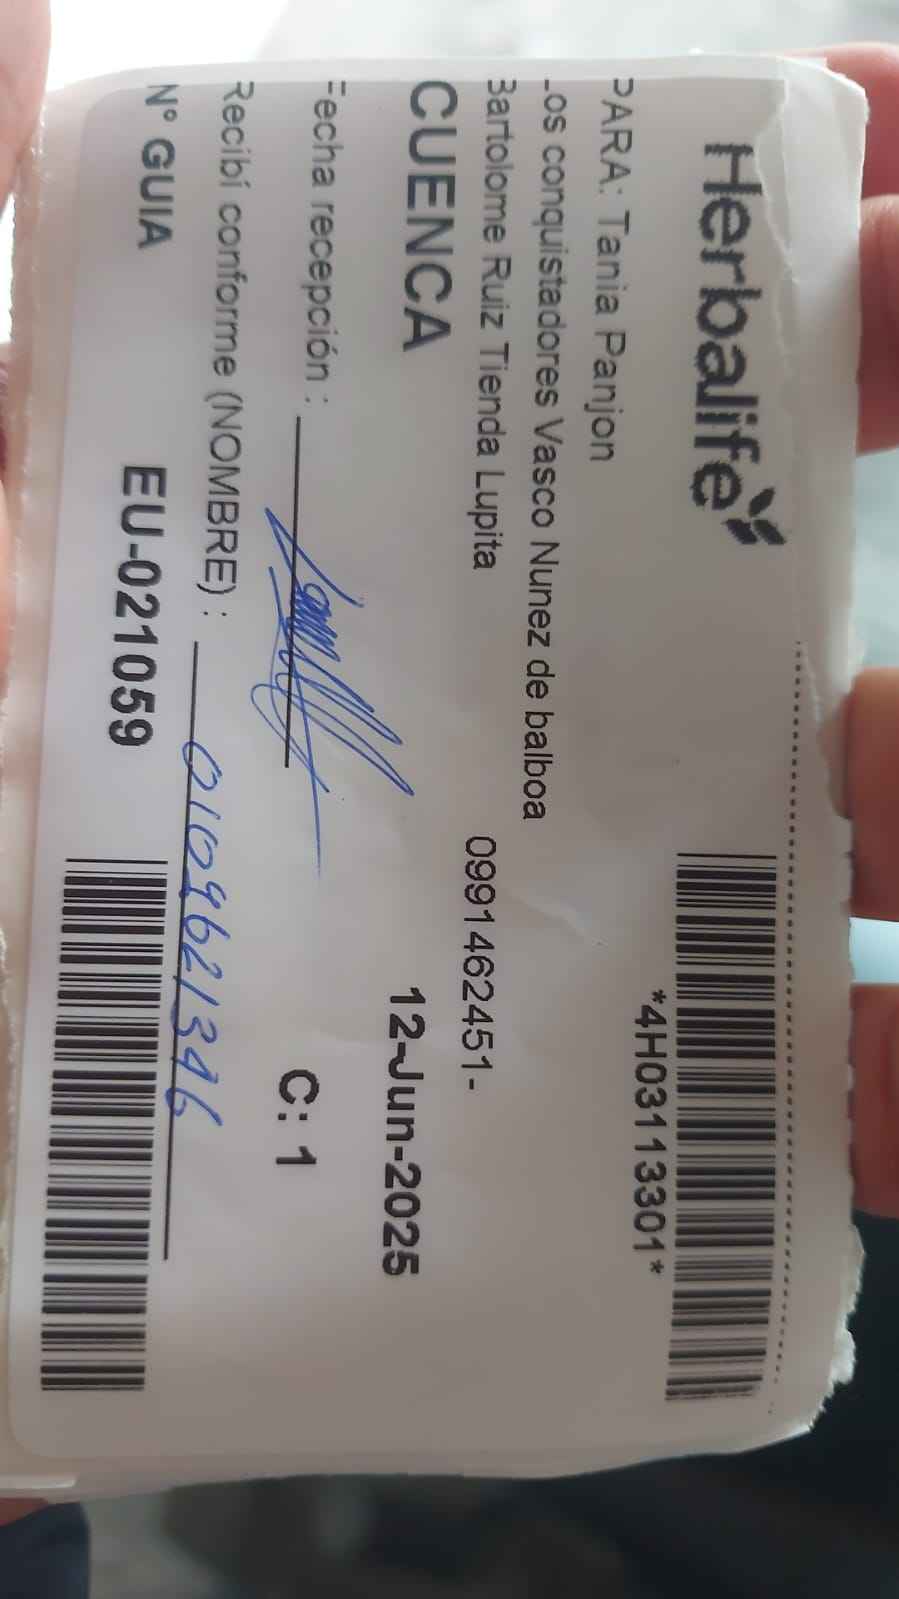 Herbalife
*4H03113301*
PARA: Tania Panjon
Los conquistadores Vasco Nunez de balboa
Bartolome Ruiz Tienda Lupita 0991462451-
CUENCA 12-Jun-2025
Fecha recepción :
C: 1
Recibí conforme (NOMBRE) : 0109621346
N° GUIA EU-021059